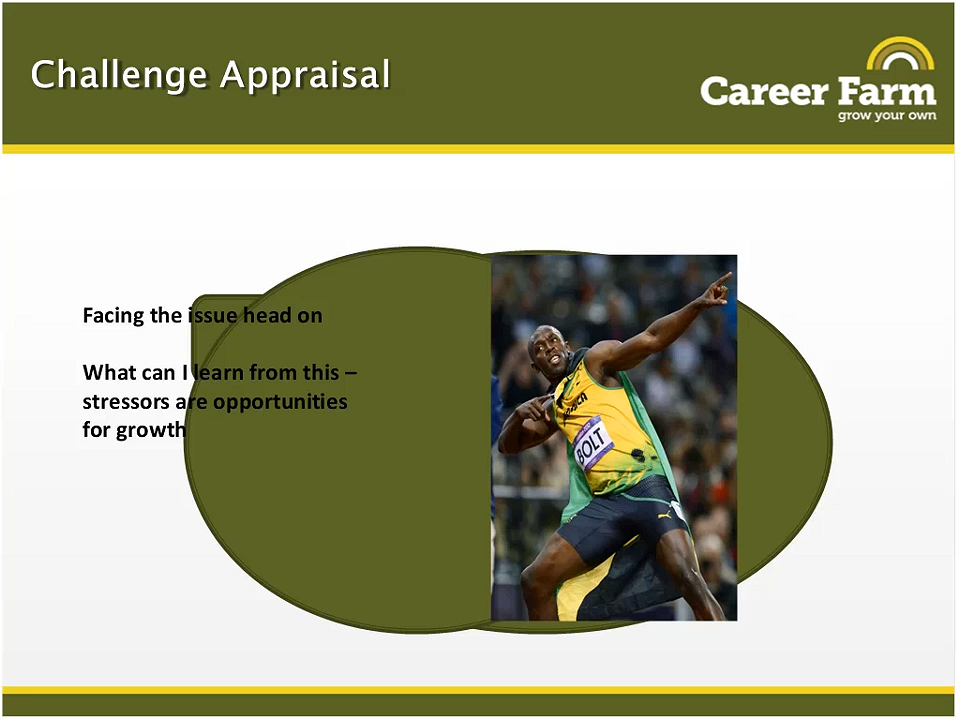 Challenge Appraisal
Career Farm
grow your own
Facing the issue head on
What can I learn from this –
stressors are opportunities
for growth
BOLT